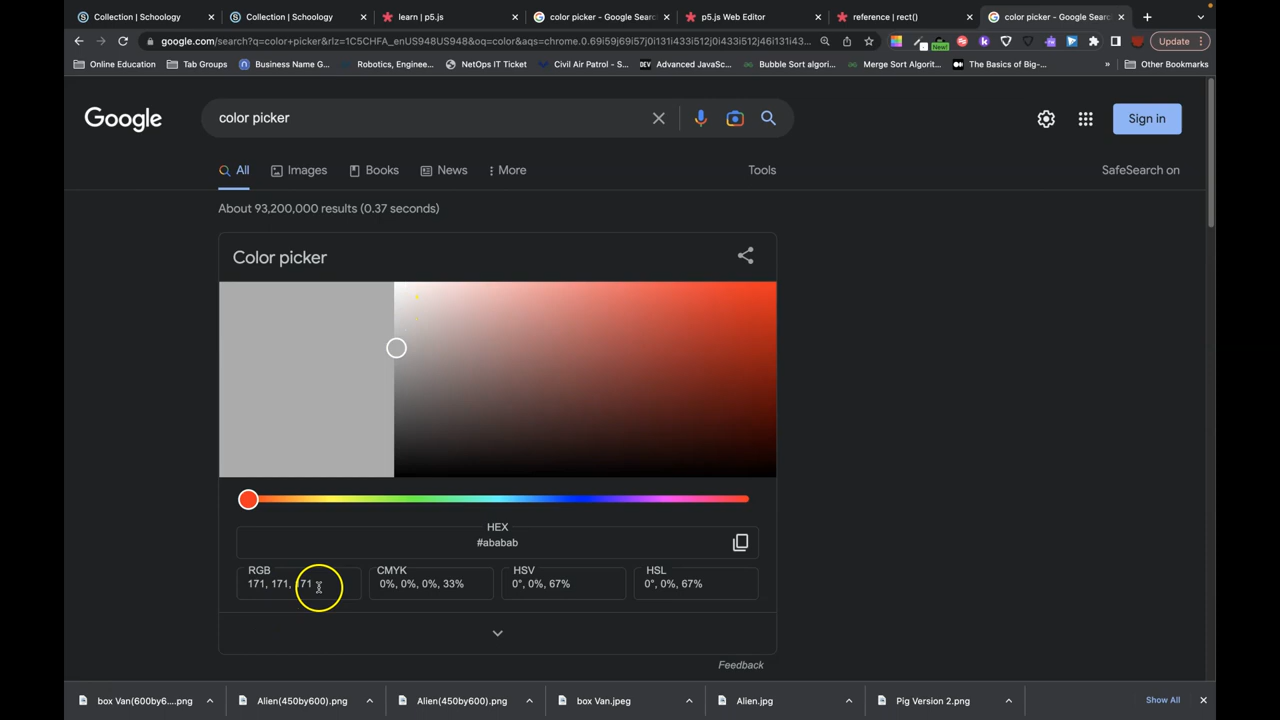 Collection | Schoology
Collection | Schoology
learn | p5.js
color picker - Google Search
p5.js Web Editor
reference | rect()
color picker - Google Searc
google.com/search?q=color+picker&rlz=1C5CHFA_enUS948US948&oq=color&aqs=chrome.0.69i59j69i57j0i131i433i512j0i433i512j46i131i43...
New!
Update
Online Education
Tab Groups
Business Name G...
Robotics, Enginee...
NetOps IT Ticket
Civil Air Patrol - S...
DEV
Advanced JavaSc...
Bubble Sort algori...
Merge Sort Algorit...
The Basics of Big-...
»
Other Bookmarks
Google
color picker
Sign in
All
Images
Books
News
More
Tools
SafeSearch on
About 93,200,000 results (0.37 seconds)
Color picker
HEX
#ababab
RGB
171, 171, 171
CMYK
0%, 0%, 0%, 33%
HSV
0°, 0%, 67%
HSL
0°, 0%, 67%
Feedback
box Van(600by6....png
Alien(450by600).png
Alien(450by600).png
box Van.jpeg
Alien.jpg
Pig Version 2.png
Show All